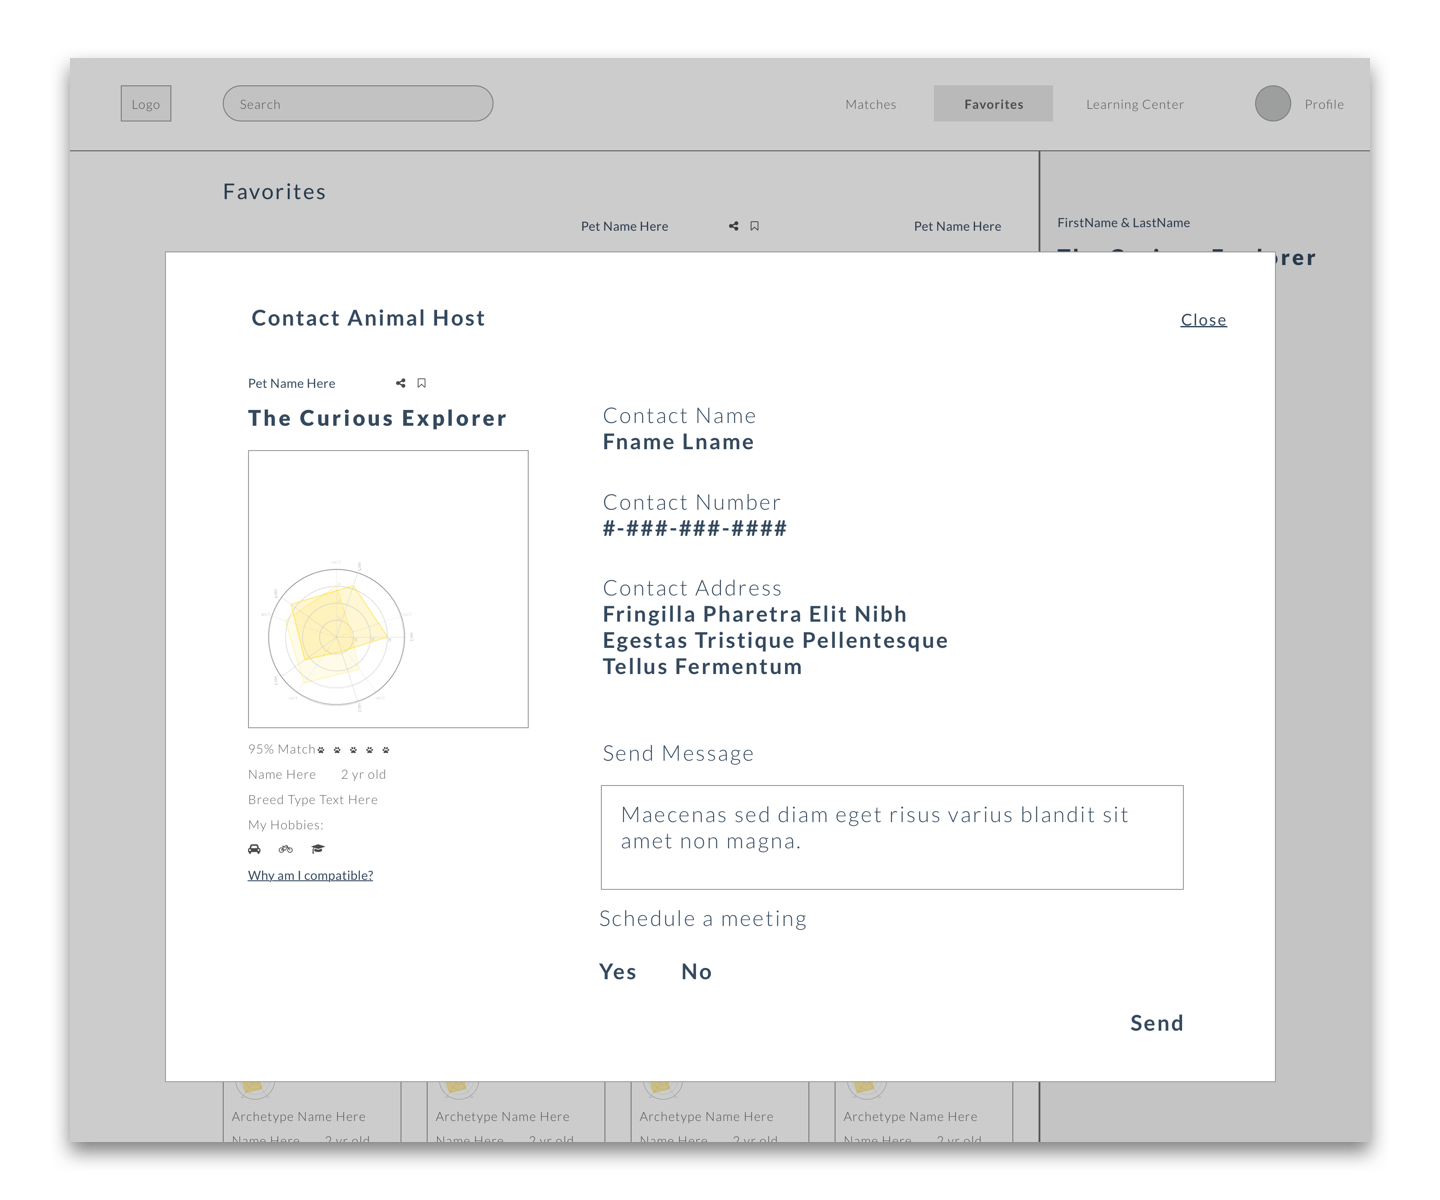 Logo
Search
Matches
Favorites
Learning Center
Profile
Favorites
Pet Name Here
Pet Name Here
FirstName & LastName
Contact Animal Host
Close
Pet Name Here
The Curious Explorer
95% Match
Name Here 2 yr old
Breed Type Text Here
My Hobbies:
Why am I compatible?
Contact Name
Fname Lname
Contact Number
#-###-###-####
Contact Address
Fringilla Pharetra Elit Nibh
Egestas Tristique Pellentesque
Tellus Fermentum
Send Message
Maecenas sed diam eget risus varius blandit sit
amet non magna.
Schedule a meeting
Yes No
Send
Archetype Name Here
Archetype Name Here
Archetype Name Here
Archetype Name Here
Name Here 2 yr old
Name Here 2 yr old
Name Here 2 yr old
Name Here 2 yr old